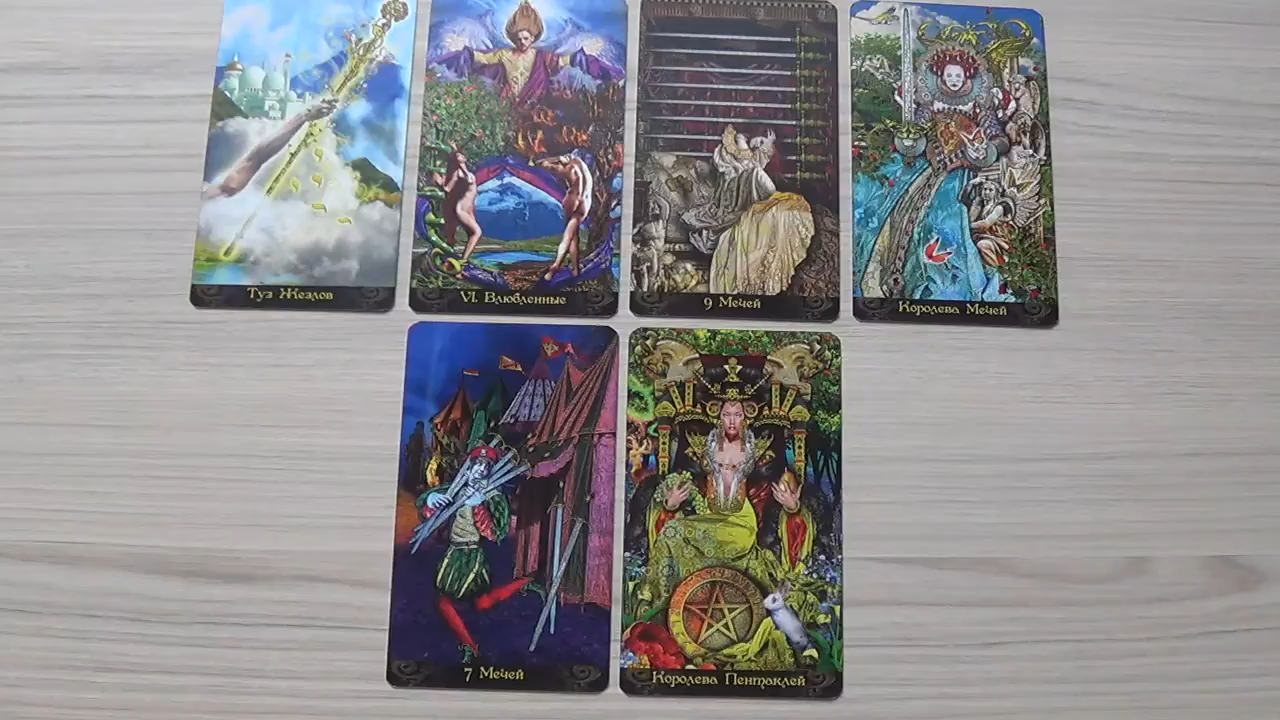 Туз Жезлов
VI. Влюбленные
9 Мечей
Королева Мечей
7 Мечей
Королева Пентаклей